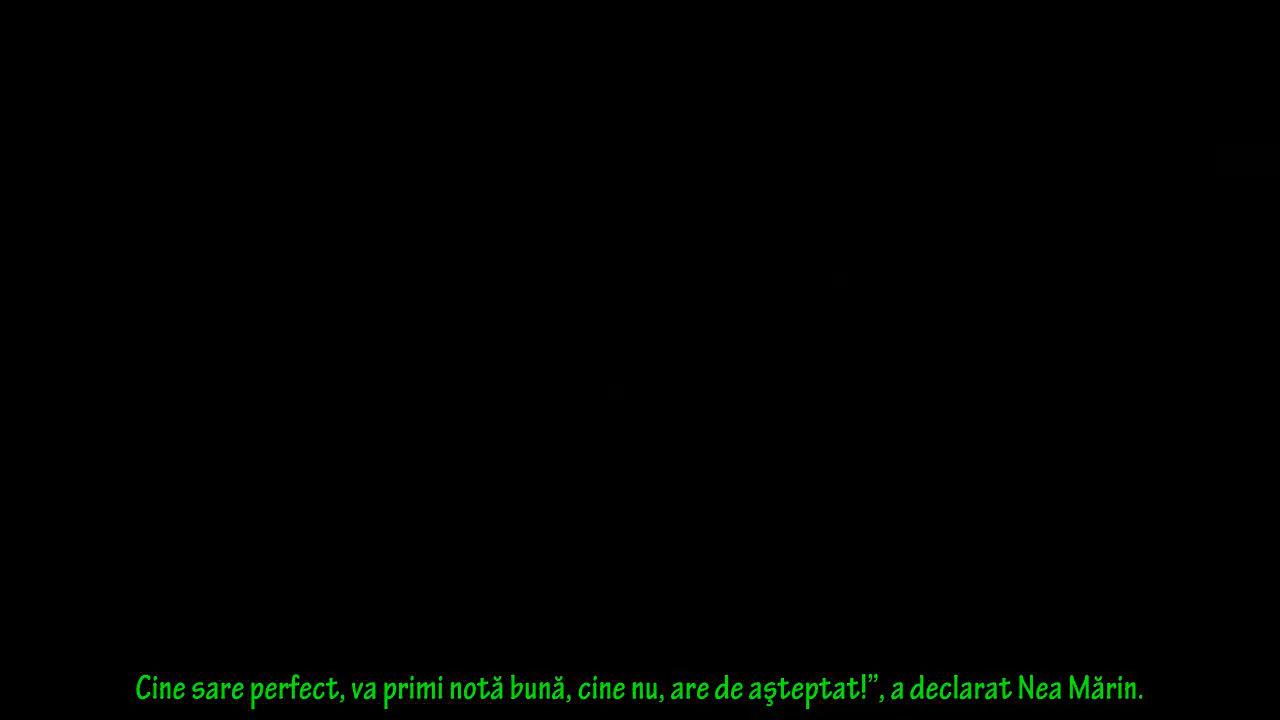 Cine sare perfect, va primi notă bună, cine nu, are de aşteptat!”, a declarat Nea Mărin.